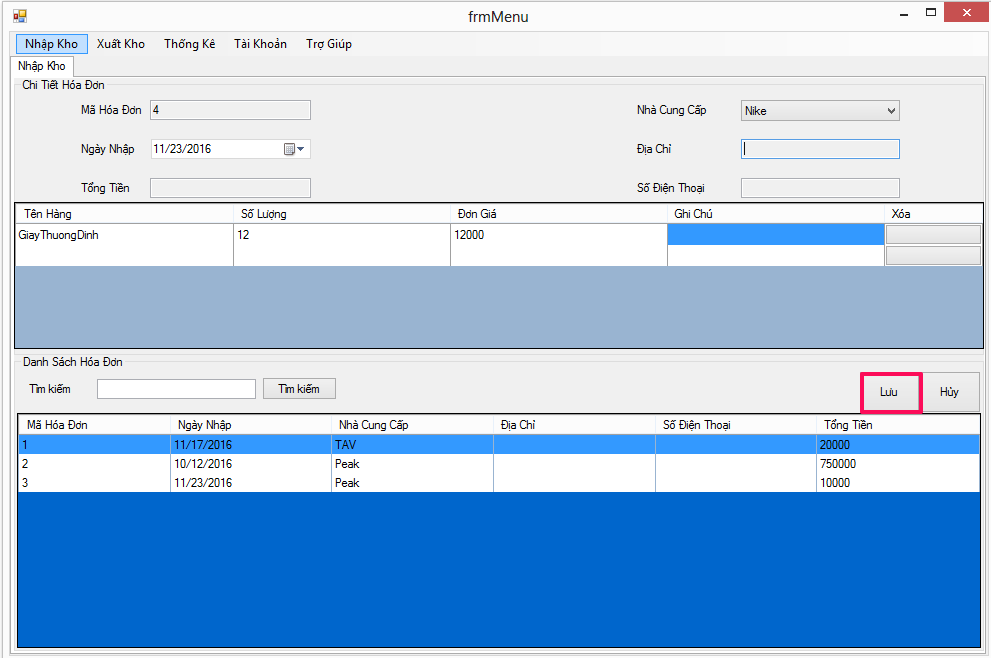 frmMenu
Nhập Kho Xuất Kho Thống Kê Tài Khoản Trợ Giúp
Nhập Kho
Chi Tiết Hóa Đơn
Mã Hóa Đơn 4 Nhà Cung Cấp Nike
Ngày Nhập 11/23/2016 Địa Chỉ
Tổng Tiền Số Điện Thoại
Tên Hàng Số Lượng Đơn Giá Ghi Chú Xóa
GiayThuongDinh 12 12000
Danh Sách Hóa Đơn
Tìm kiếm Tìm kiếm Lưu Hủy
Mã Hóa Đơn Ngày Nhập Nhà Cung Cấp Địa Chỉ Số Điện Thoại Tổng Tiền
1 11/17/2016 TAV 20000
2 10/12/2016 Peak 750000
3 11/23/2016 Peak 10000